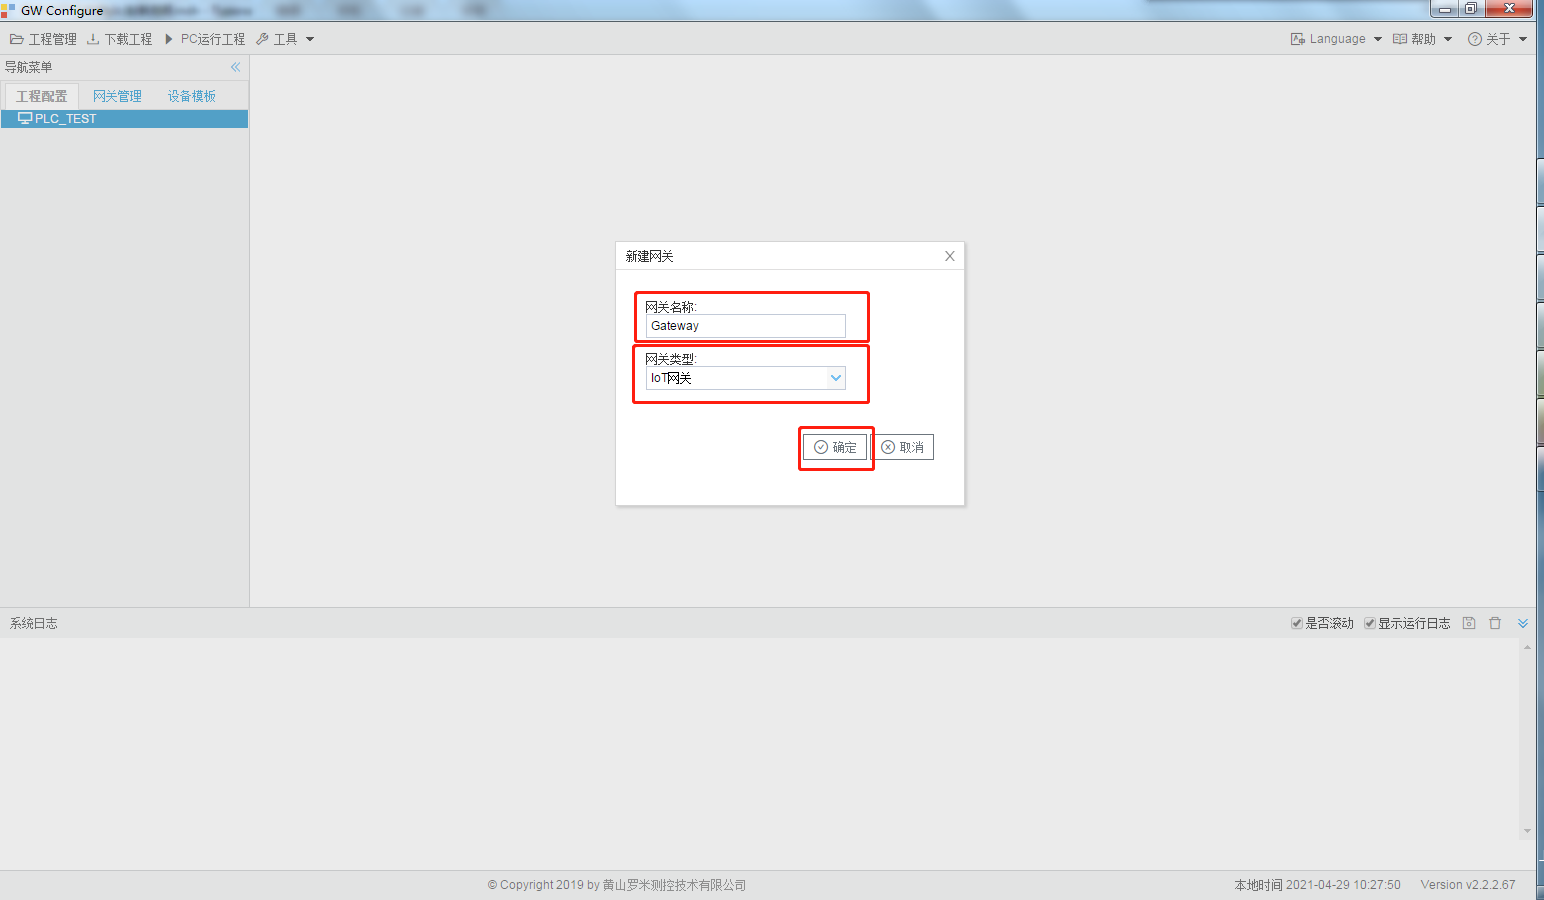 GW Configure
工程管理 下载工程 PC运行工程 工具 Language 帮助 关于
导航菜单
工程配置 网关管理 设备模板
PLC_TEST
新建网关
网关名称:
Gateway
网关类型:
IoT网关
确定 取消
系统日志 是否滚动 显示运行日志
© Copyright 2019 by 黄山罗米测控技术有限公司 本地时间 2021-04-29 10:27:50 Version v2.2.2.67